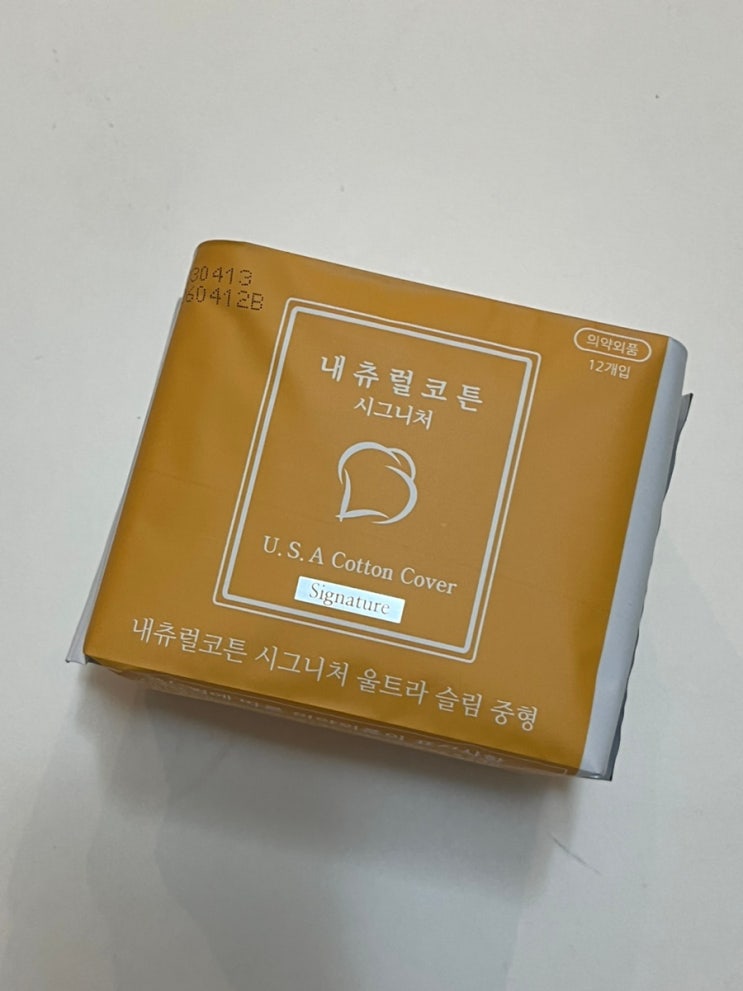 30413
60412B
의약외품
12개입
내츄럴코튼
시그니처
U.S.A Cotton Cover
Signature
내츄럴코튼 시그니처 울트라 슬림 중형